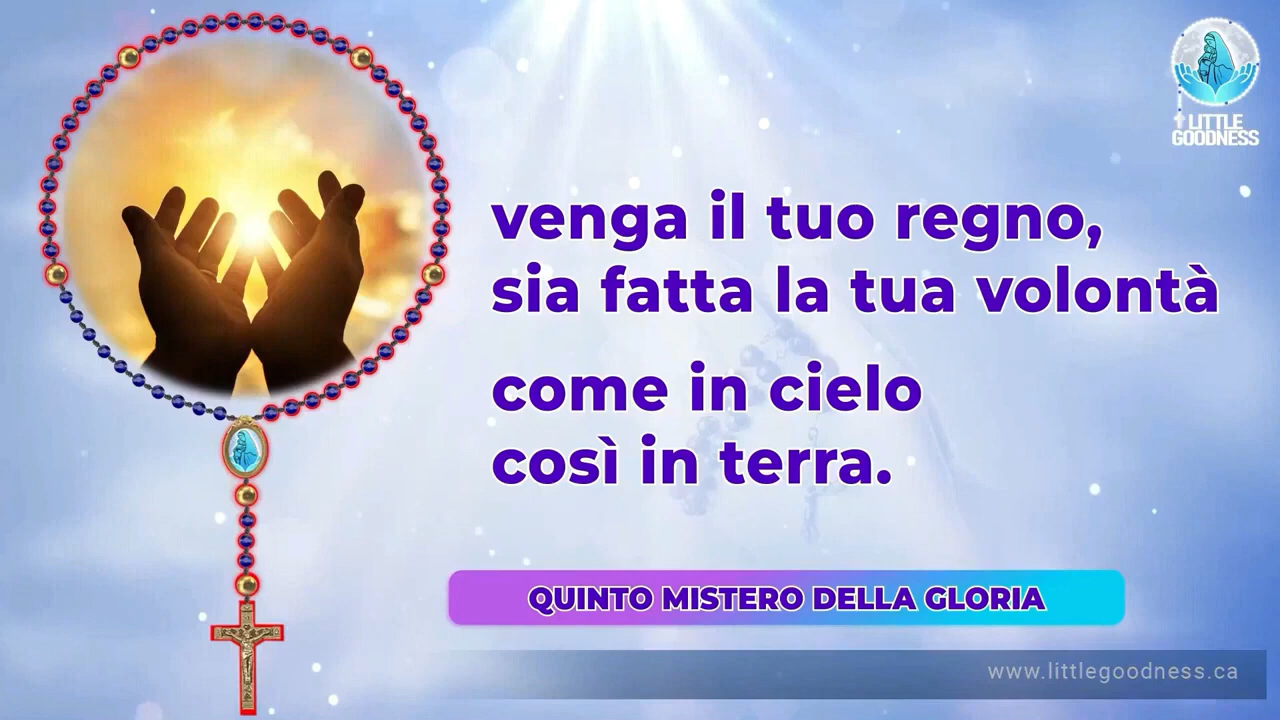 LITTLE
GOODNESS
venga il tuo regno,
sia fatta la tua volontà
come in cielo
così in terra.
QUINTO MISTERO DELLA GLORIA
www.littlegoodness.ca